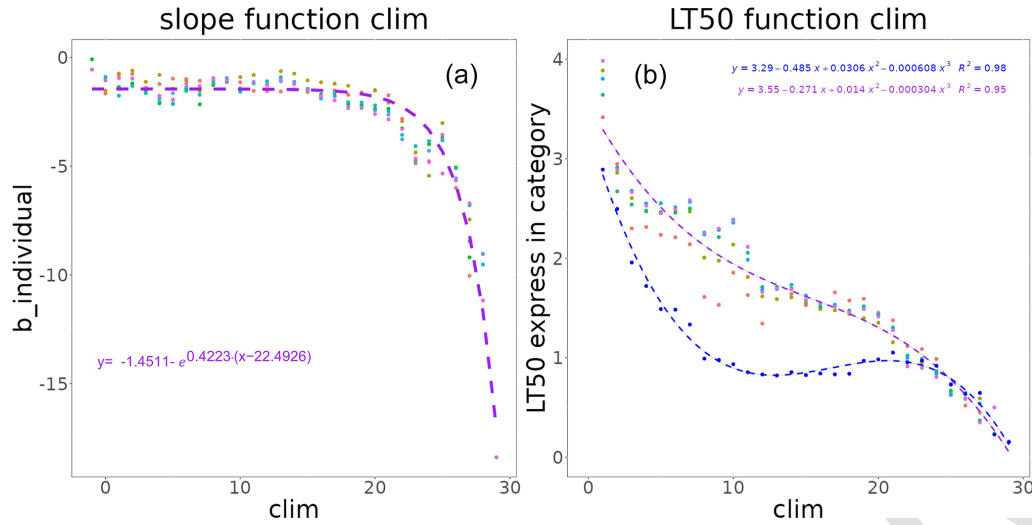 slope function clim
LT50 function clim
0
(a)
-5
-10
-15
b_individual
y= -1.4511- e^0.4223·(x−22.4926)
0
10
20
30
clim
4
(b)
y = 3.29 − 0.485 x + 0.0306 x² − 0.000608 x³ R² = 0.98
y = 3.55 − 0.271 x + 0.014 x² − 0.000304 x³ R² = 0.95
3
2
1
0
LT50 express in category
0
10
20
30
clim